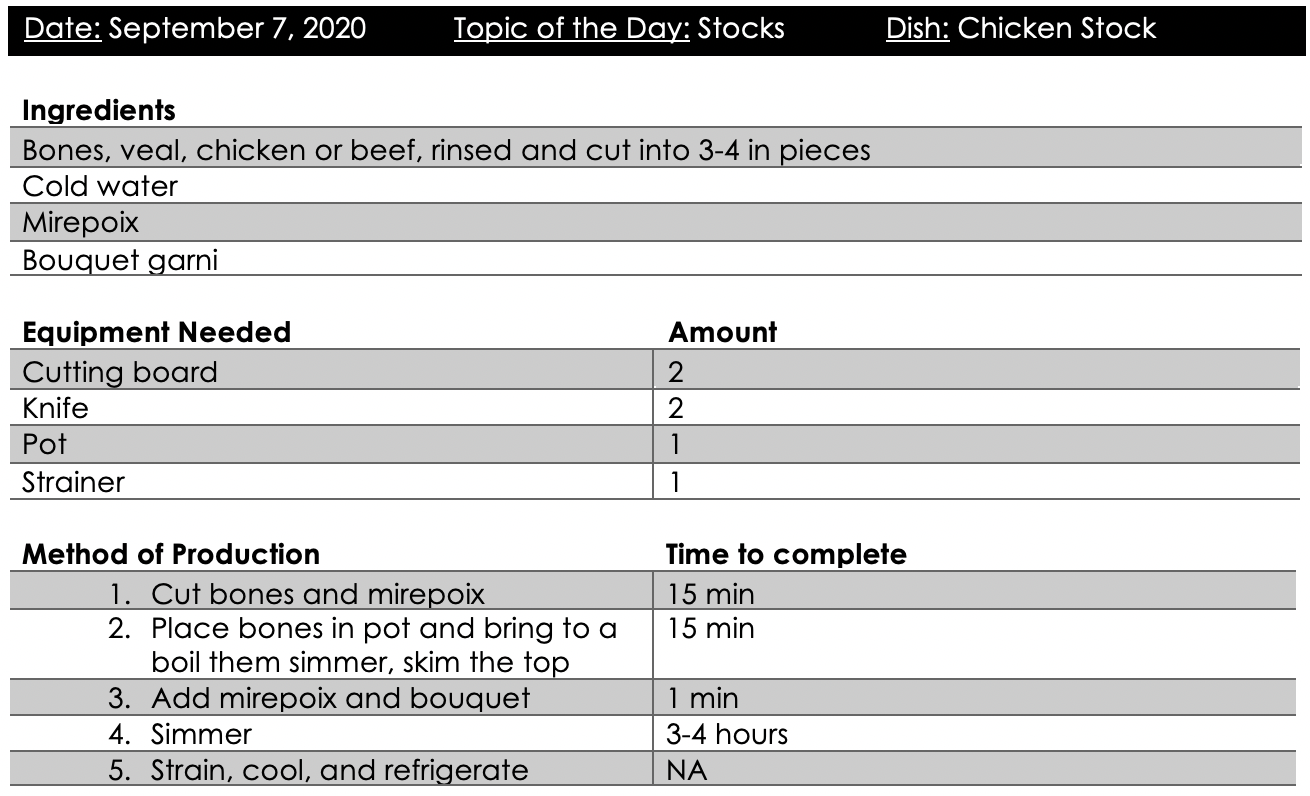 Date: September 7, 2020 Topic of the Day: Stocks Dish: Chicken Stock
Ingredients
Bones, veal, chicken or beef, rinsed and cut into 3-4 in pieces
Cold water
Mirepoix
Bouquet garni
Equipment Needed Amount
Cutting board 2
Knife 2
Pot 1
Strainer 1
Method of Production Time to complete
1. Cut bones and mirepoix 15 min
2. Place bones in pot and bring to a 15 min
boil them simmer, skim the top
3. Add mirepoix and bouquet 1 min
4. Simmer 3-4 hours
5. Strain, cool, and refrigerate NA